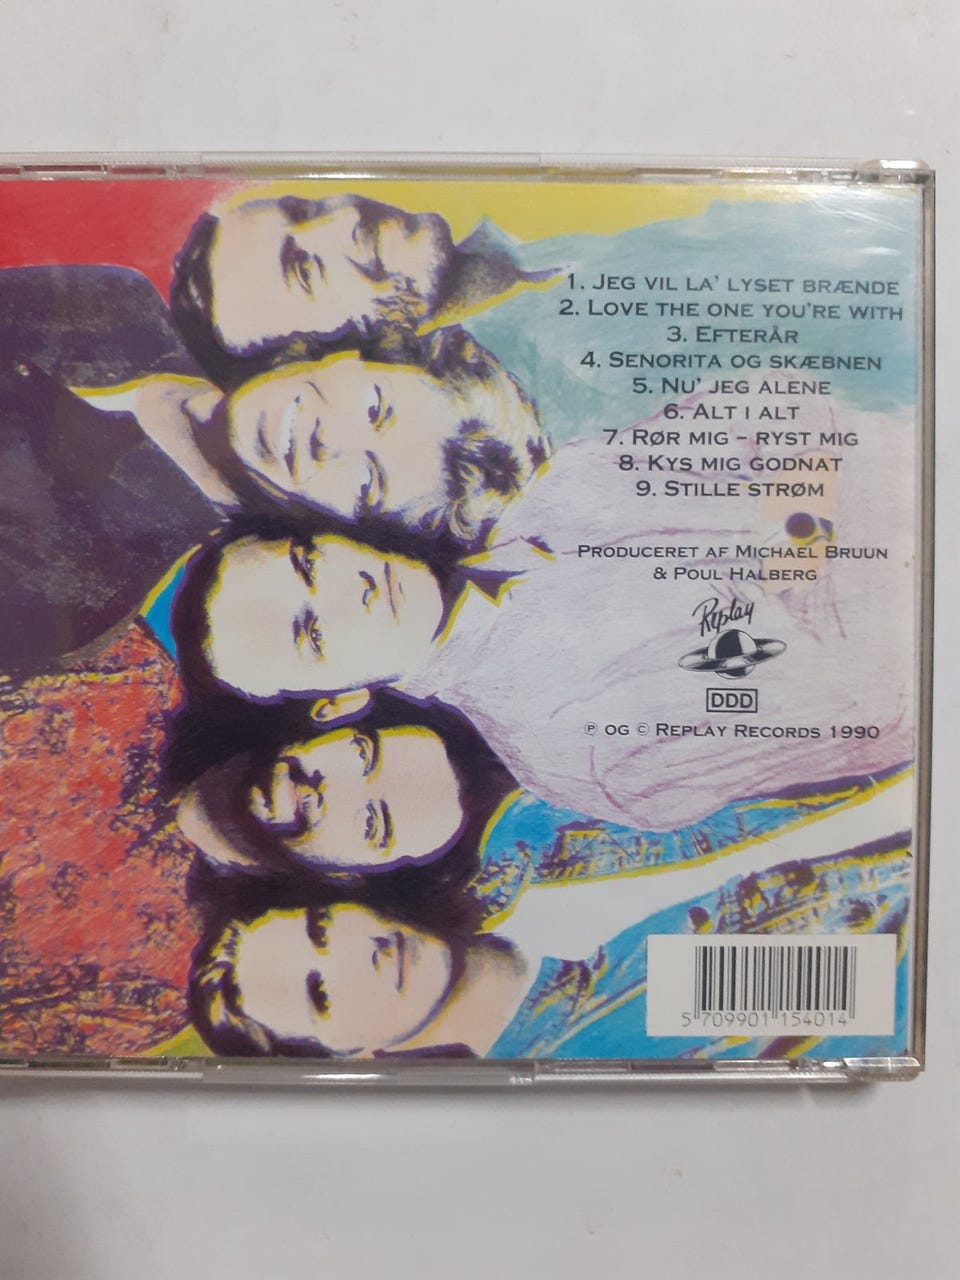 1. JEG VIL LA' LYSET BRÆNDE
2. LOVE THE ONE YOU'RE WITH
3. EFTERÅR
4. SENORITA OG SKÆBNEN
5. NU' JEG ALENE
6. ALT I ALT
7. RØR MIG – RYST MIG
8. KYS MIG GODNAT
9. STILLE STRØM
PRODUCERET AF MICHAEL BRUUN
& POUL HALBERG
Replay
DDD
℗ OG © REPLAY RECORDS 1990
5 709901 154014